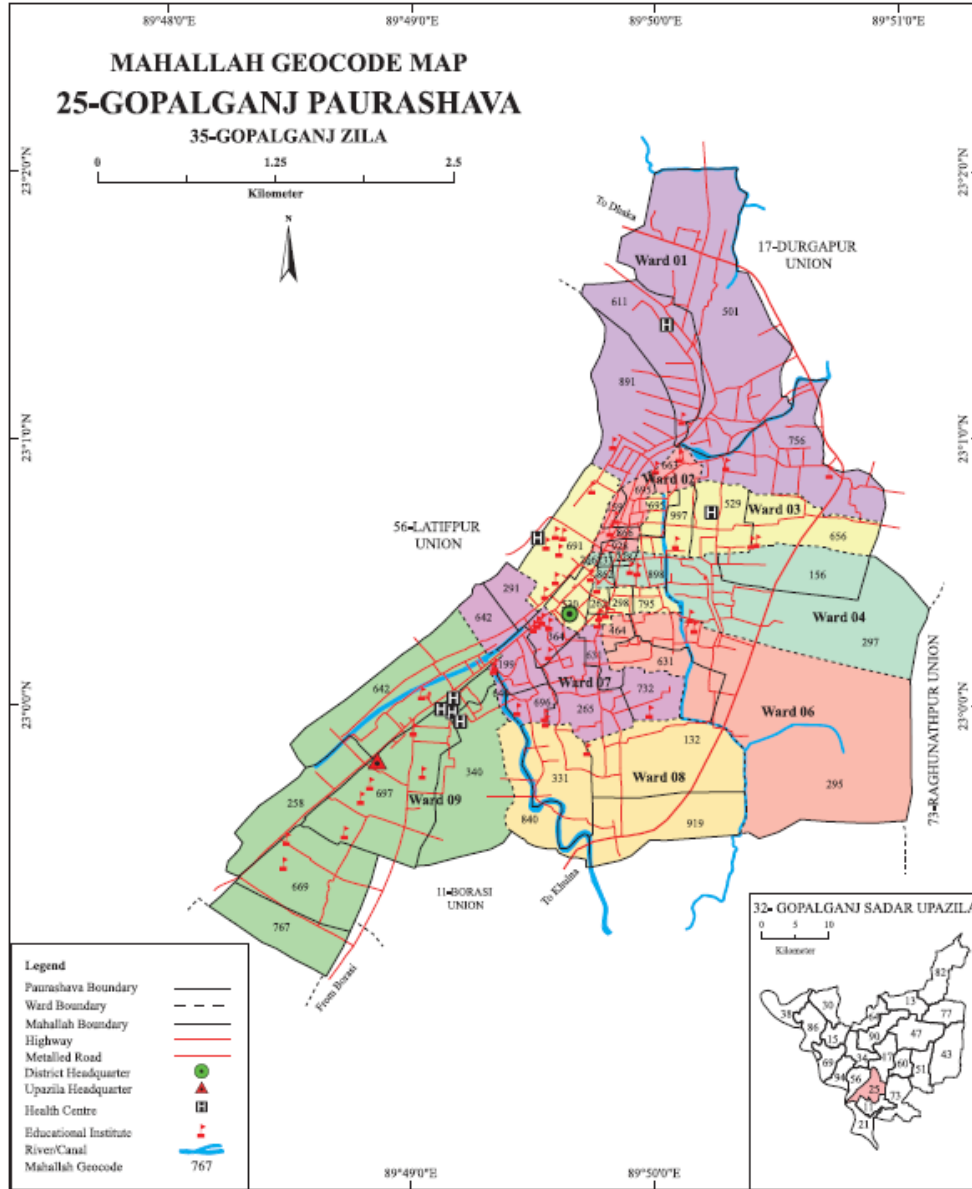 89°48'0"E
89°49'0"E
89°50'0"E
89°51'0"E
MAHALLAH GEOCODE MAP
25-GOPALGANJ PAURASHAVA
35-GOPALGANJ ZILA
0 1.25 2.5
Kilometer
N
23°2'0"N
23°2'0"N
To Dhaka
17-DURGAPUR
UNION
Ward 01
611
501
891
23°1'0"N
23°1'0"N
756
663
Ward 02
695
695
997
529
Ward 03
656
56-LATIFPUR
UNION
691
898
156
291
298
795
Ward 04
642
464
297
199
631
642
Ward 07
732
696
265
23°0'0"N
23°0'0"N
Ward 06
73-RAGHUNATHPUR UNION
132
340
331
Ward 08
295
697
Ward 09
258
840
919
669
11-BORASI
UNION
To Khulna
767
From Borasi
Legend
Paurashava Boundary
Ward Boundary
Mahallah Boundary
Highway
Metalled Road
District Headquarter
Upazila Headquarter
Health Centre
H
Educational Institute
River/Canal
Mahallah Geocode 767
32- GOPALGANJ SADAR UPAZILA
0 5 10
Kilometer
82
38
30
13
64
77
86
15
90
47
69
34
17
60
51
43
94
56
25
73
21
89°49'0"E
89°50'0"E